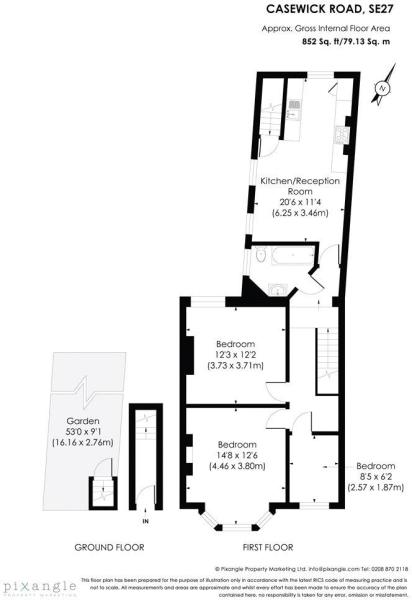 CASEWICK ROAD, SE27
Approx. Gross Internal Floor Area
852 Sq. ft/79.13 Sq. m
N
Kitchen/Reception
Room
20'6 x 11'4
(6.25 x 3.46m)
Bedroom
12'3 x 12'2
(3.73 x 3.71m)
Garden
53'0 x 9'1
(16.16 x 2.76m)
Bedroom
14'8 x 12'6
(4.46 x 3.80m)
Bedroom
8'5 x 6'2
(2.57 x 1.87m)
IN
GROUND FLOOR
FIRST FLOOR
© Pixangle Property Marketing Ltd. info@pixangle.com Tel: 0208 870 2118
pixangle
PROPERTY MARKETING
This floor plan has been prepared for the purpose of illustration only in accordance with the latest RICS code of measuring practice and is
not to scale. All measurements and areas are approximate and whilst every effort has been made to ensure the accuracy of the plan
contained here, no responsibility is taken for any error, omission or misstatement.